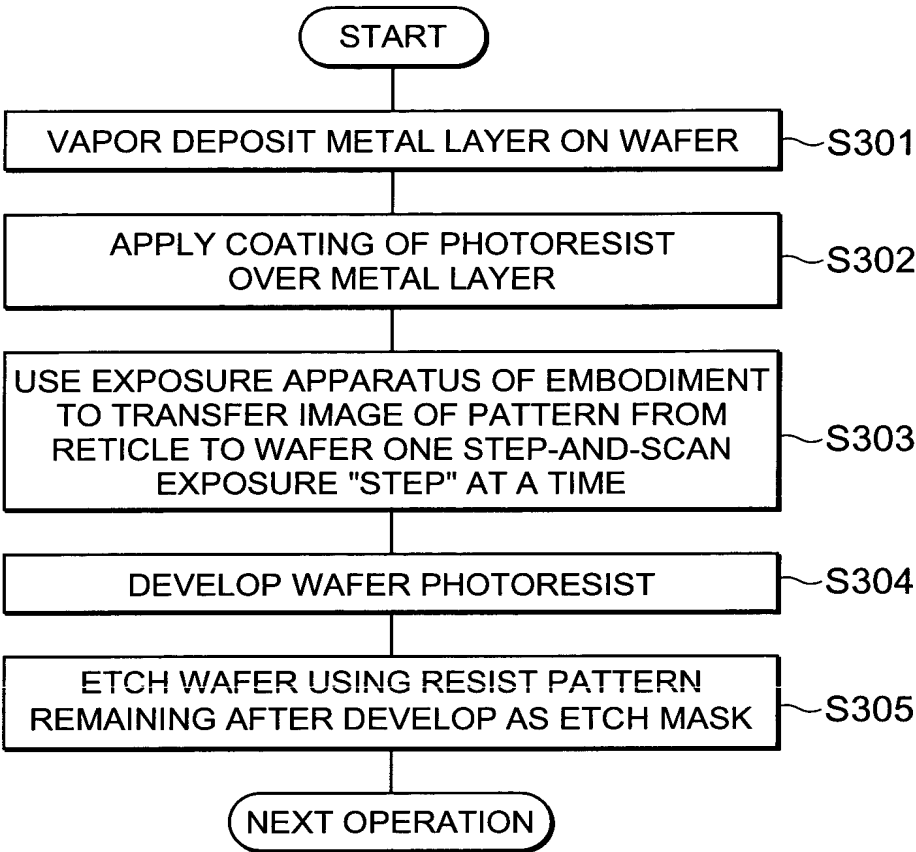 START
VAPOR DEPOSIT METAL LAYER ON WAFER
S301
APPLY COATING OF PHOTORESIST
OVER METAL LAYER
S302
USE EXPOSURE APPARATUS OF EMBODIMENT
TO TRANSFER IMAGE OF PATTERN FROM
RETICLE TO WAFER ONE STEP-AND-SCAN
EXPOSURE "STEP" AT A TIME
S303
DEVELOP WAFER PHOTORESIST
S304
ETCH WAFER USING RESIST PATTERN
REMAINING AFTER DEVELOP AS ETCH MASK
S305
NEXT OPERATION